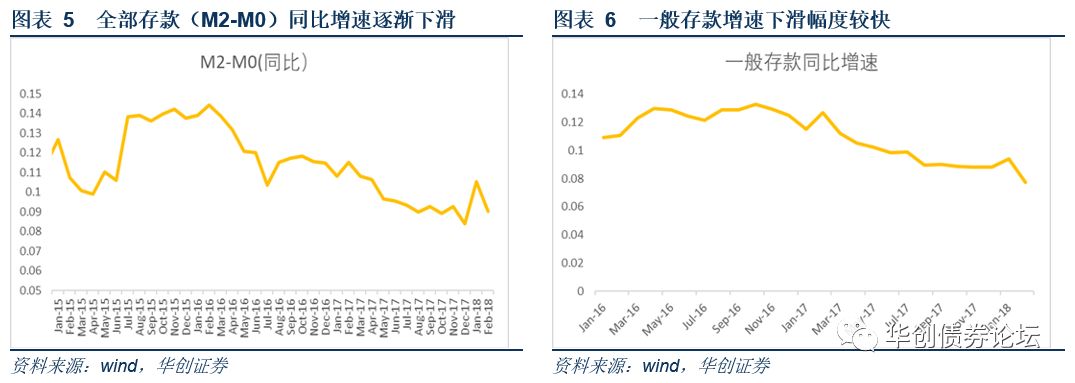 图表 5 全部存款（M2-M0）同比增速逐渐下滑
M2-M0(同比）
0.15
0.14
0.13
0.12
0.11
0.1
0.09
0.08
0.07
0.06
0.05
Jan-15
Feb-15
Mar-15
Apr-15
May-15
Jun-15
Jul-15
Aug-15
Sep-15
Oct-15
Nov-15
Dec-15
Jan-16
Feb-16
Mar-16
Apr-16
May-16
Jun-16
Jul-16
Aug-16
Sep-16
Oct-16
Nov-16
Dec-16
Jan-17
Feb-17
Mar-17
Apr-17
May-17
Jun-17
Jul-17
Aug-17
Sep-17
Oct-17
Nov-17
Dec-17
Jan-18
Feb-18
资料来源：wind，华创证券
图表 6 一般存款增速下滑幅度较快
一般存款同比增速
0.14
0.12
0.1
0.08
0.06
0.04
0.02
0
Jan-16
Mar-16
May-16
Jul-16
Sep-16
Nov-16
Jan-17
Mar-17
May-17
Jul-17
Sep-17
Nov-17
Jan-18
华创债券论坛
资料来源：wind，华创证券